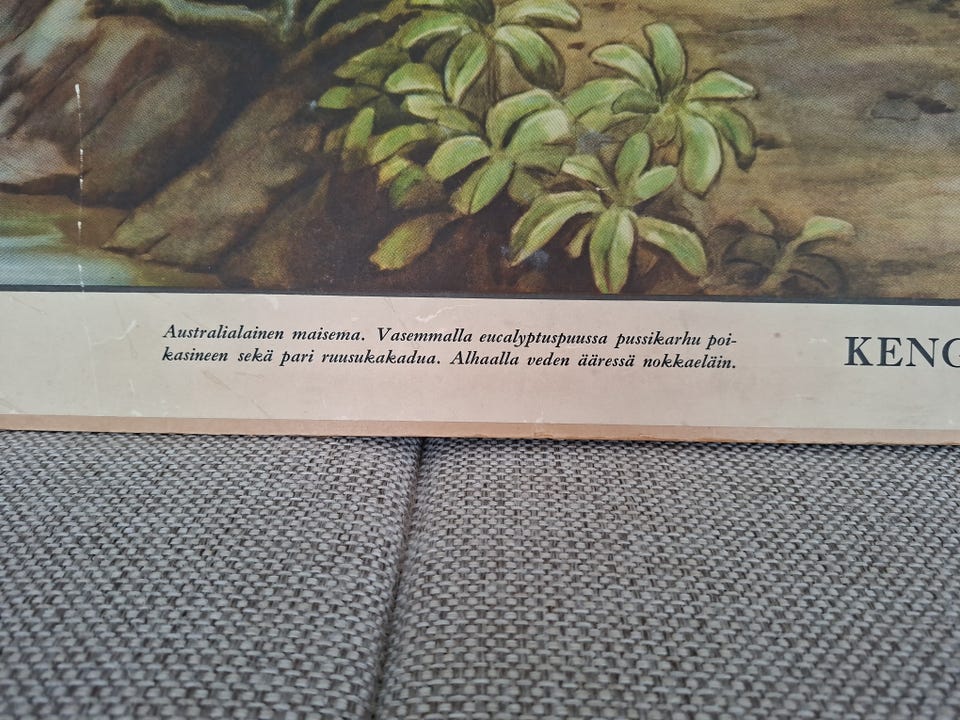 Australialainen maisema. Vasemmalla eucalyptuspuussa pussikarhu poi-
kasineen sekä pari ruusukakadua. Alhaalla veden ääressä nokkaeläin.
KENG